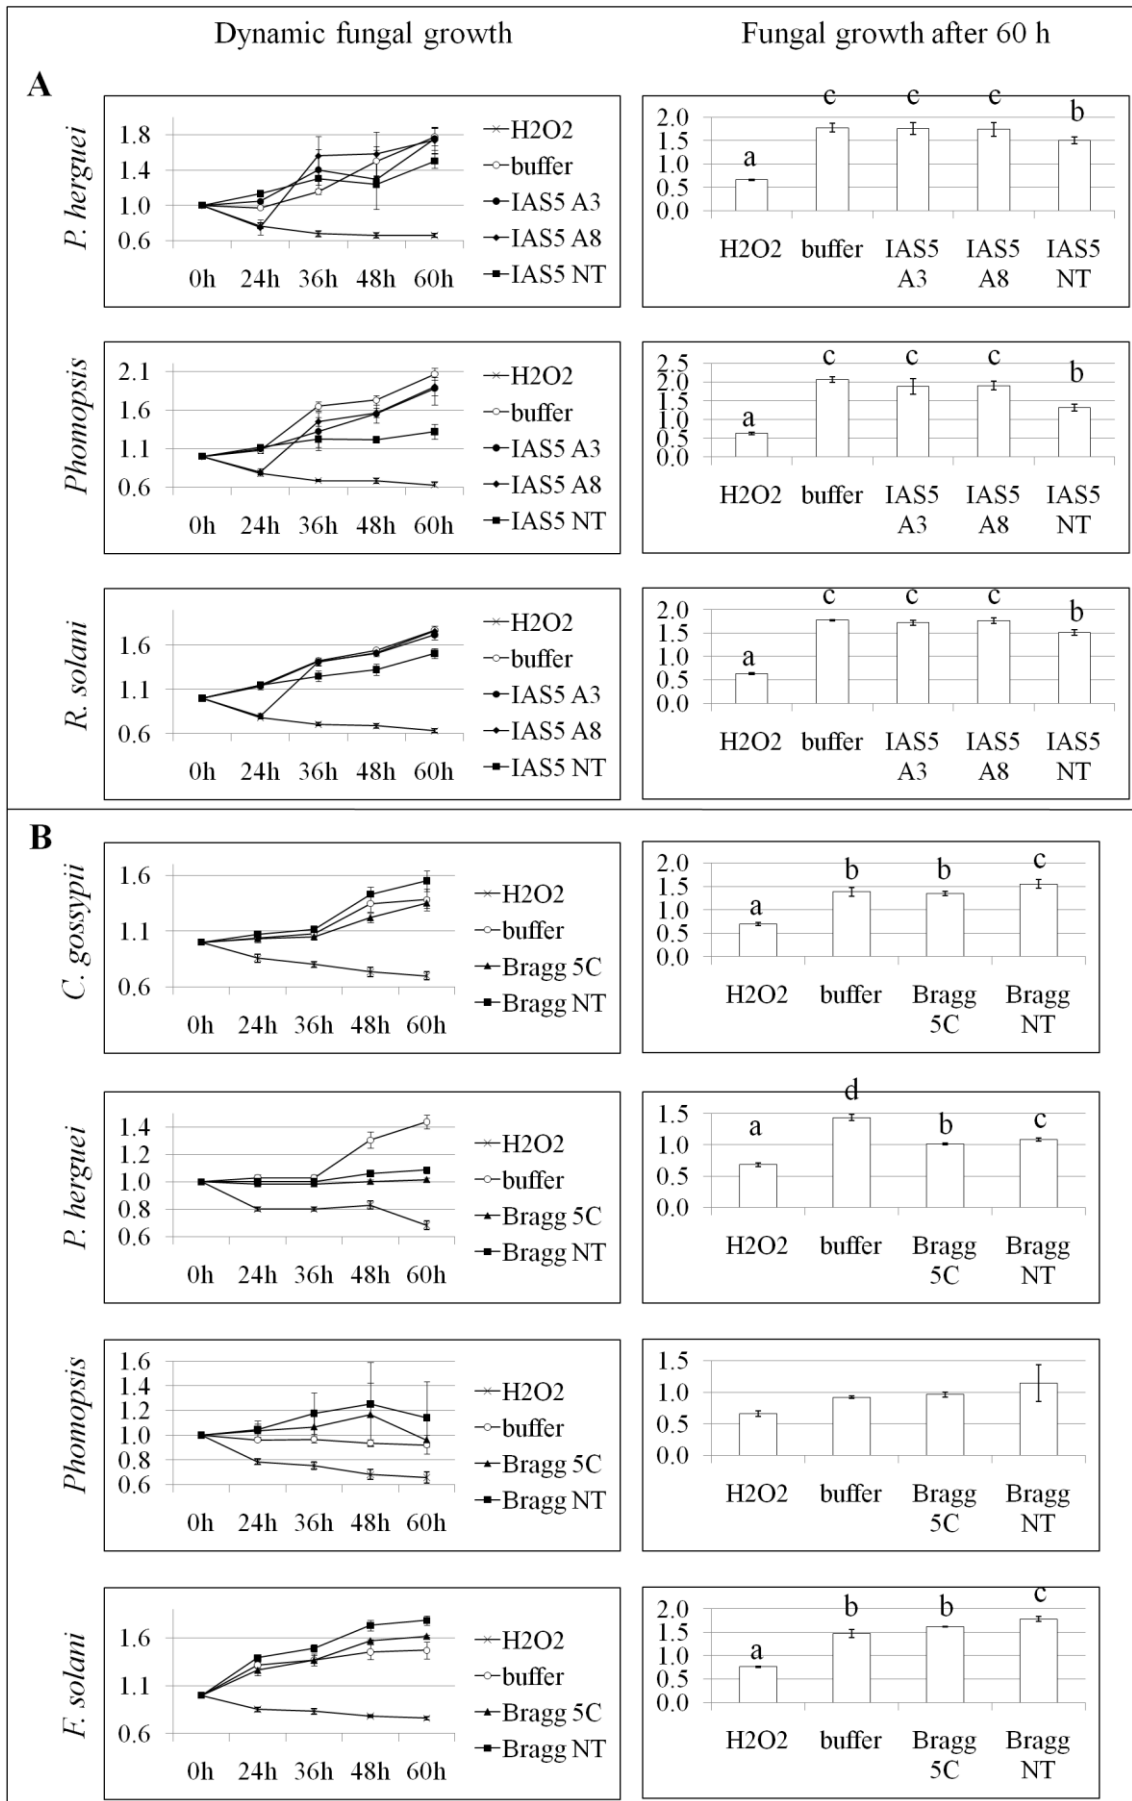 Dynamic fungal growth
Fungal growth after 60 h
A
P. herguei
1.8
1.4
1.0
0.6
0h 24h 36h 48h 60h
H2O2
buffer
IAS5 A3
IAS5 A8
IAS5 NT
2.0
1.5
1.0
0.5
0.0
a c c c b
H2O2 buffer IAS5 IAS5 IAS5
A3 A8 NT
Phomopsis
2.1
1.6
1.1
0.6
0h 24h 36h 48h 60h
H2O2
buffer
IAS5 A3
IAS5 A8
IAS5 NT
2.5
2.0
1.5
1.0
0.5
0.0
a c c c b
H2O2 buffer IAS5 IAS5 IAS5
A3 A8 NT
R. solani
1.6
1.1
0.6
0h 24h 36h 48h 60h
H2O2
buffer
IAS5 A3
IAS5 A8
IAS5 NT
2.0
1.5
1.0
0.5
0.0
a c c c b
H2O2 buffer IAS5 IAS5 IAS5
A3 A8 NT
B
C. gossypii
1.6
1.1
0.6
0h 24h 36h 48h 60h
H2O2
buffer
Bragg 5C
Bragg NT
2.0
1.5
1.0
0.5
0.0
a b b c
H2O2 buffer Bragg Bragg
5C NT
P. herguei
1.4
1.2
1.0
0.8
0.6
0h 24h 36h 48h 60h
H2O2
buffer
Bragg 5C
Bragg NT
1.5
1.0
0.5
0.0
a d b c
H2O2 buffer Bragg Bragg
5C NT
Phomopsis
1.6
1.4
1.2
1.0
0.8
0.6
0h 24h 36h 48h 60h
H2O2
buffer
Bragg 5C
Bragg NT
1.5
1.0
0.5
0.0
H2O2 buffer Bragg Bragg
5C NT
F. solani
1.6
1.1
0.6
0h 24h 36h 48h 60h
H2O2
buffer
Bragg 5C
Bragg NT
2.0
1.5
1.0
0.5
0.0
a b b c
H2O2 buffer Bragg Bragg
5C NT